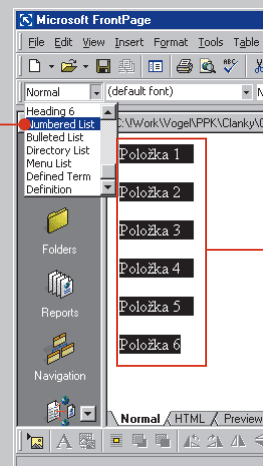 Microsoft FrontPage
File Edit View Insert Format Tools Table
Normal (default font)
Heading 6
Numbered List
Bulleted List
Directory List
Menu List
Defined Term
Definition
C:\Work\Vogel\PPK\Clanky\
Položka 1
Položka 2
Položka 3
Položka 4
Položka 5
Položka 6
Folders
Reports
Navigation
Normal HTML Preview